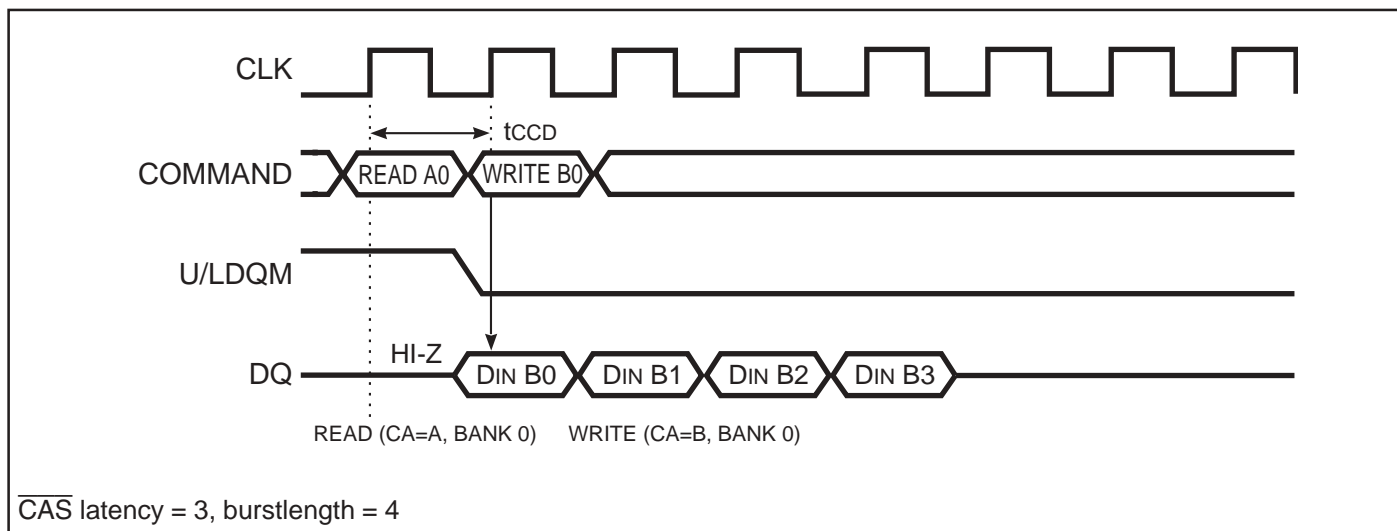 CLK
tCCD
COMMAND READ A0 WRITE B0
U/LDQM
HI-Z
DQ DIN B0 DIN B1 DIN B2 DIN B3
READ (CA=A, BANK 0) WRITE (CA=B, BANK 0)
CAS latency = 3, burstlength = 4